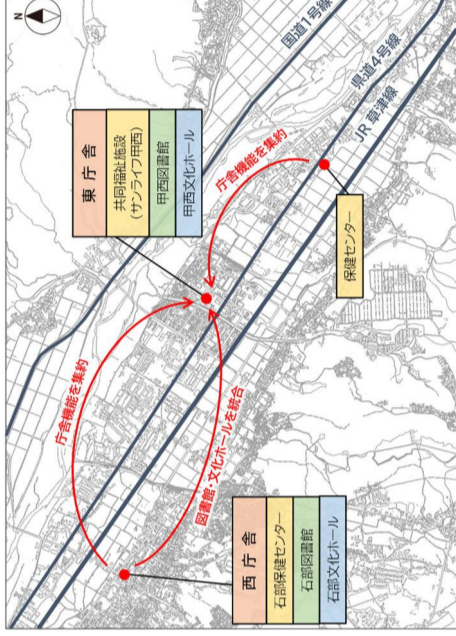 N
国道1号線
県道4号線
JR 草津線
東庁舎
共同福祉施設
(サンライフ甲西)
甲西図書館
甲西文化ホール
庁舎機能を集約
保健センター
庁舎機能を集約
図書館・文化ホールを統合
西庁舎
石部保健センター
石部図書館
石部文化ホール